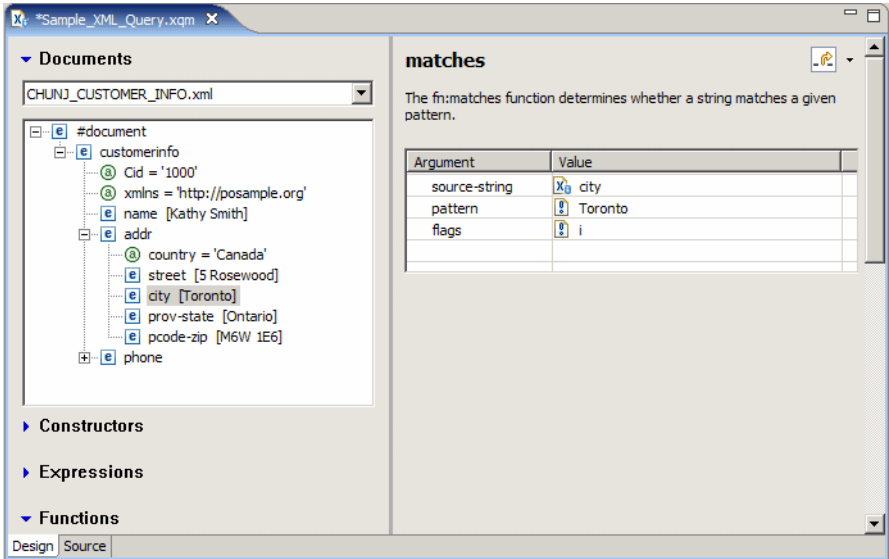 *Sample_XML_Query.xqm
Documents
CHUNJ_CUSTOMER_INFO.xml
#document
customerinfo
Cid = '1000'
xmlns = 'http://posample.org'
name [Kathy Smith]
addr
country = 'Canada'
street [5 Rosewood]
city [Toronto]
prov-state [Ontario]
pcode-zip [M6W 1E6]
phone
Constructors
Expressions
Functions
Design Source
matches
The fn:matches function determines whether a string matches a given
pattern.
Argument Value
source-string city
pattern Toronto
flags i